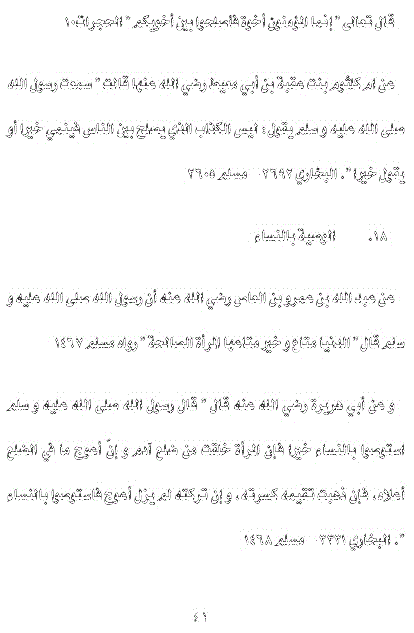 قال تعالى " إنّما المؤمنون أخوة فأصلحوا بين أخويكم " الحجرات١٠
عن ام كلثوم بنت عقبة بن أبي معيط رضي الله عنها قالت " سمعت رسول الله
صلى الله عليه و سلم يقول : ليس الكذاب الذي يصلح بين الناس فينمي خيرا أو
يقول خيرا ". البخاري ٢٦٩٢ – مسلم ٢٦٠٥
١٨. الوصية بالنساء
عن عبد الله بن عمرو بن العاص رضي الله عنه أن رسول الله صلى الله عليه و
سلم قال " الدنيا متاع و خير متاعها المرأة الصالحة " رواه مسلم ١٤٦٧
و عن أبي هريرة رضي الله عنه قال " قال رسول الله صلى الله عليه و سلم
استوصوا بالنساء خيرا فإن المرأة خلقت من ضلع آدم و إنّ أعوج ما في الضلع
أعلاه، فإن ذهبت تقيمه كسرته، و إن تركته لم يزل أعوج فاستوصوا بالنساء
". البخاري ٣٣٣١ – مسلم ١٤٦٨
٤١